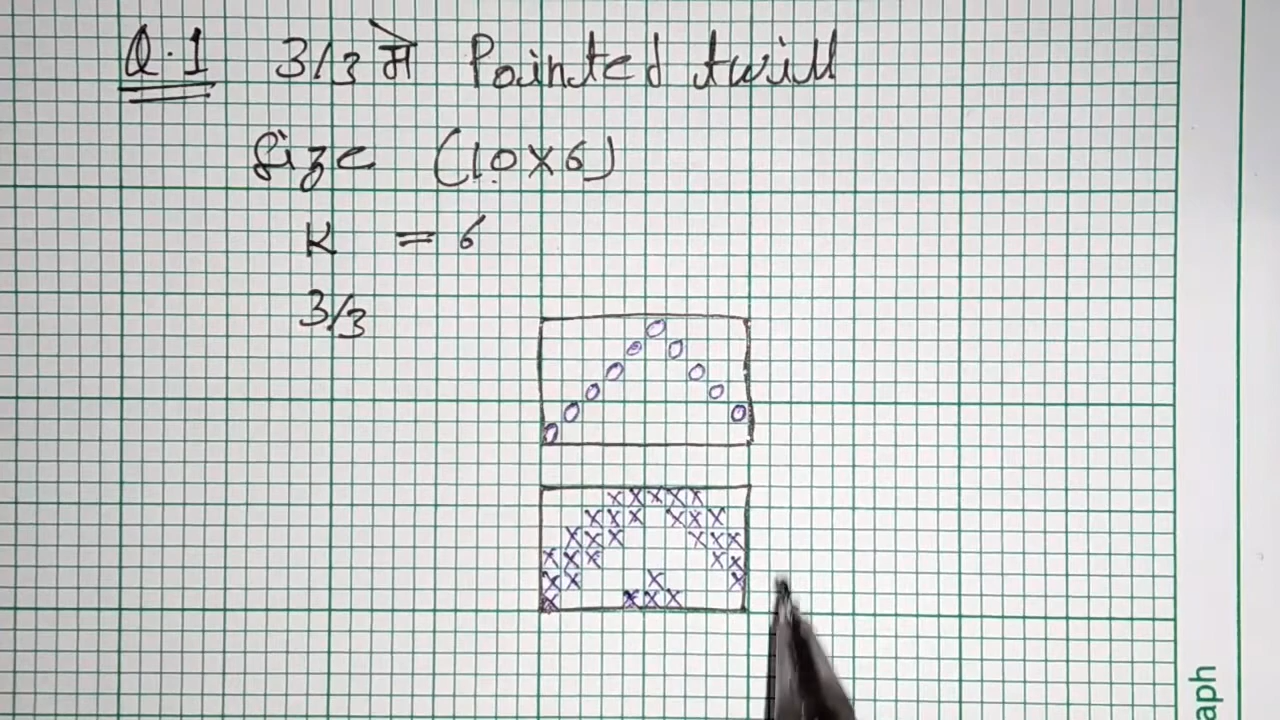 Q.1 3/3 में Pointed twill
Size (10×6)
K = 6
3/3
aph